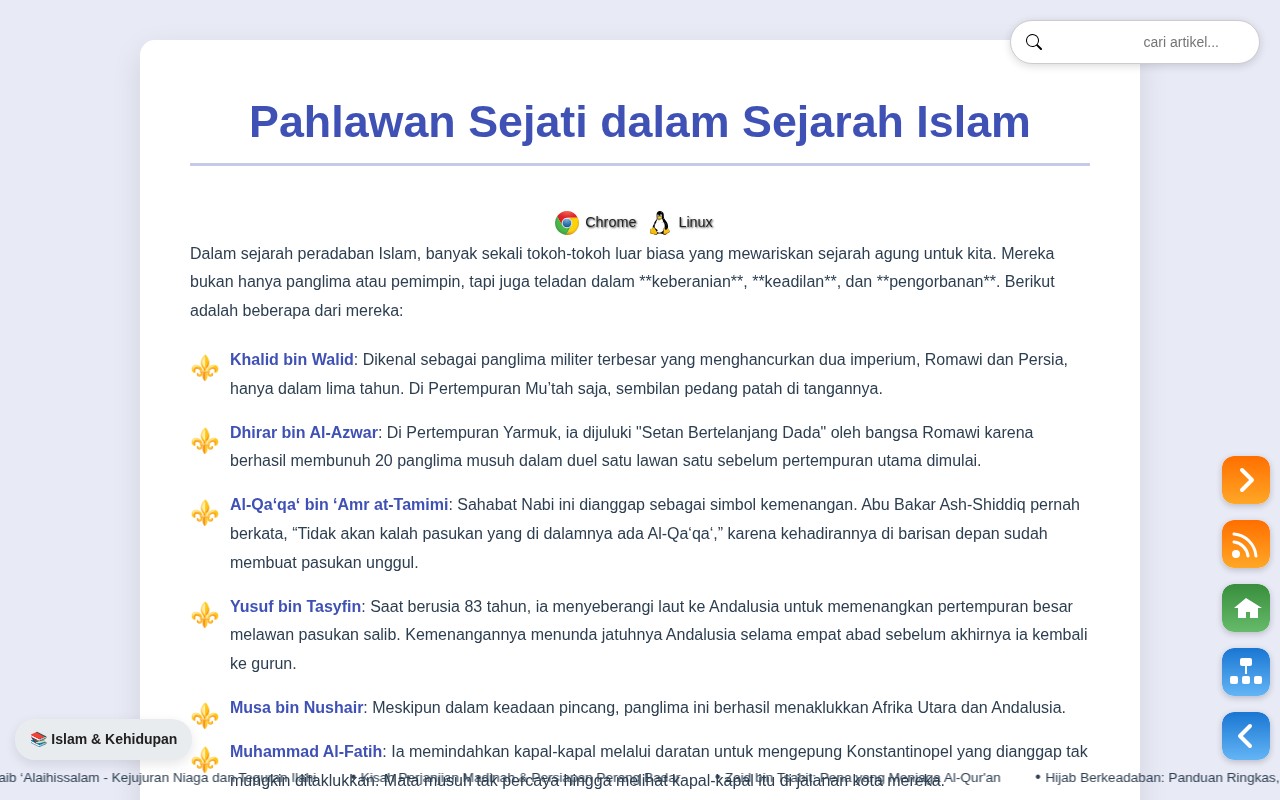 cari artikel...
Pahlawan Sejati dalam Sejarah Islam
Chrome Linux
Dalam sejarah peradaban Islam, banyak sekali tokoh-tokoh luar biasa yang mewariskan sejarah agung untuk kita. Mereka
bukan hanya panglima atau pemimpin, tapi juga teladan dalam **keberanian**, **keadilan**, dan **pengorbanan**. Berikut
adalah beberapa dari mereka:
Khalid bin Walid: Dikenal sebagai panglima militer terbesar yang menghancurkan dua imperium, Romawi dan Persia,
hanya dalam lima tahun. Di Pertempuran Mu’tah saja, sembilan pedang patah di tangannya.
Dhirar bin Al-Azwar: Di Pertempuran Yarmuk, ia dijuluki "Setan Bertelanjang Dada" oleh bangsa Romawi karena
berhasil membunuh 20 panglima musuh dalam duel satu lawan satu sebelum pertempuran utama dimulai.
Al-Qa‘qa‘ bin ‘Amr at-Tamimi: Sahabat Nabi ini dianggap sebagai simbol kemenangan. Abu Bakar Ash-Shiddiq pernah
berkata, “Tidak akan kalah pasukan yang di dalamnya ada Al-Qa‘qa‘,” karena kehadirannya di barisan depan sudah
membuat pasukan unggul.
Yusuf bin Tasyfin: Saat berusia 83 tahun, ia menyeberangi laut ke Andalusia untuk memenangkan pertempuran besar
melawan pasukan salib. Kemenangannya menunda jatuhnya Andalusia selama empat abad sebelum akhirnya ia kembali
ke gurun.
Musa bin Nushair: Meskipun dalam keadaan pincang, panglima ini berhasil menaklukkan Afrika Utara dan Andalusia.
📚 Islam & Kehidupan
Muhammad Al-Fatih: Ia memindahkan kapal-kapal melalui daratan untuk mengepung Konstantinopel yang dianggap tak
mungkin ditaklukkan. Mata musuh tak percaya hingga melihat kapal-kapal itu di jalanan kota mereka.
aib ‘Alaihissalam - Kejujuran Niaga dan • Kisah Perjanjian Madinah & Persiapan Perang Badar • Zaid bin Tsabit: Pena yang Menjaga Al-Qur'an • Hijab Berkeadaban: Panduan Ringkas,